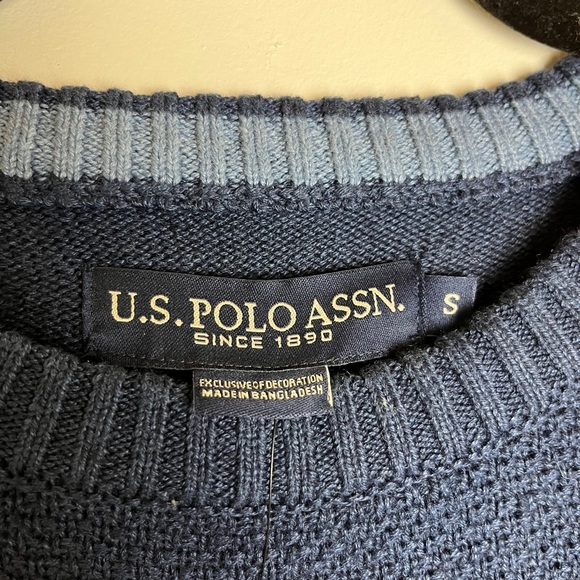 U.S. POLO ASSN.
SINCE 1890
S
EXCLUSIVE OF DECORATION
MADE IN BANGLADESH